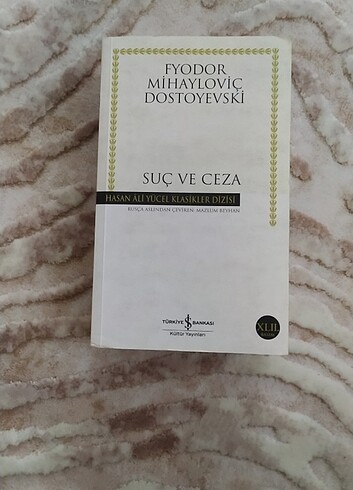 FYODOR
MİHAYLOVİÇ
DOSTOYEVSKİ
SUÇ VE CEZA
HASAN ÂLİ YÜCEL KLASİKLER DİZİSİ
RUSÇA ASLINDAN ÇEVİREN: MAZLUM BEYHAN
TÜRKİYE İŞ BANKASI
Kültür Yayınları
XLII.
BASIM